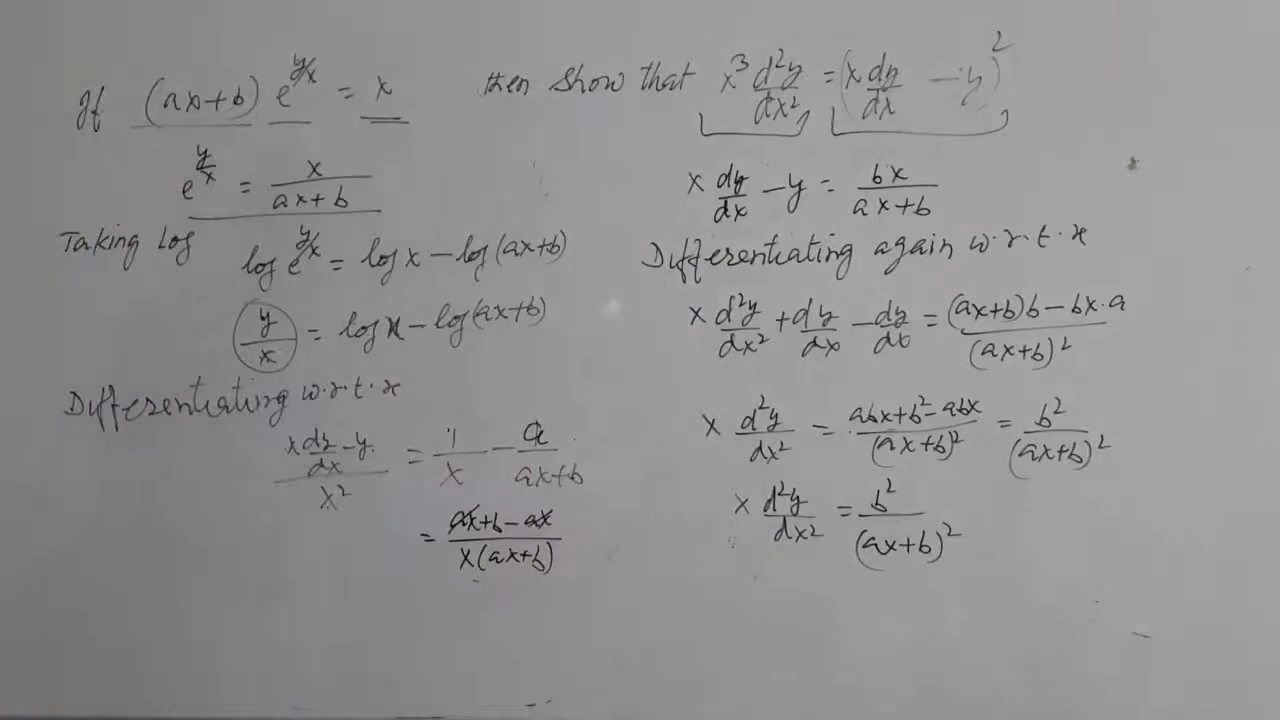 If (ax+b) e^{y/x} = x then show that x³ d²y/dx² = (x dy/dx - y)²
e^{y/x} = x/(ax+b)
Taking Log
log e^{y/x} = log x - log(ax+b)
y/x = log x - log(ax+b)
Differentiating w.r.t. x
(x dy/dx - y)/x² = 1/x - a/(ax+b)
= (ax+b-ax)/(x(ax+b))
x dy/dx - y = bx/(ax+b)
Differentiating again w.r.t. x
x d²y/dx² + dy/dx - dy/dx = ((ax+b)b - bx.a)/(ax+b)²
x d²y/dx² = (abx+b²-abx)/(ax+b)² = b²/(ax+b)²
x d²y/dx² = b²/(ax+b)²